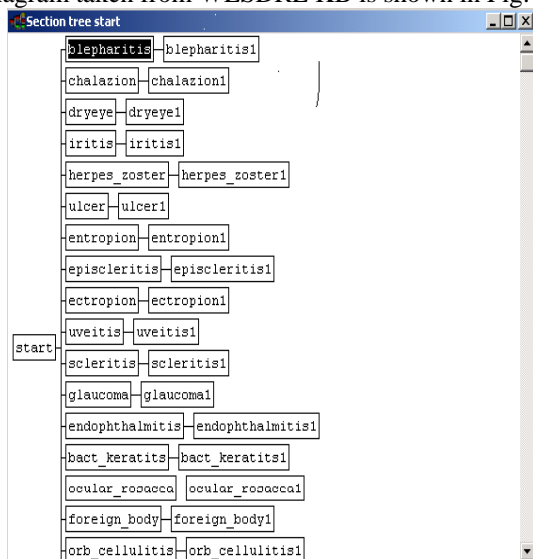 diagram taken from WESDRE KB is shown in Fig.
Section tree start
blepharitis blepharitis1
chalazion chalazion1
dryeye dryeye1
iritis iritis1
herpes_zoster herpes_zoster1
ulcer ulcer1
entropion entropion1
episcleritis episcleritis1
ectropion ectropion1
uveitis uveitis1
start
scleritis scleritis1
glaucoma glaucoma1
endophthalmitis endophthalmitis1
bact_keratits bact_keratits1
ocular_rosacca ocular_rosacca1
foreign_body foreign_body1
orb_cellulitis orb_cellulitis1